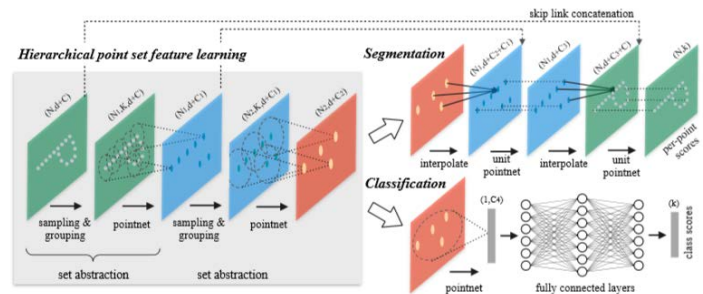 skip link concatenation
Hierarchical point set feature learning
Segmentation
(N,d+C)
(N1,K,d+C)
(N1,d+C1)
(N2,K,d+C1)
(N2,d+C2)
(N1,d+C2+C1)
(N1,d+C3)
(N,d+C3+C)
(N,k)
per-point
scores
interpolate
unit
pointnet
interpolate
unit
pointnet
sampling &
grouping
pointnet
sampling &
grouping
pointnet
set abstraction
set abstraction
Classification
(1,C4)
(k)
class scores
pointnet
fully connected layers